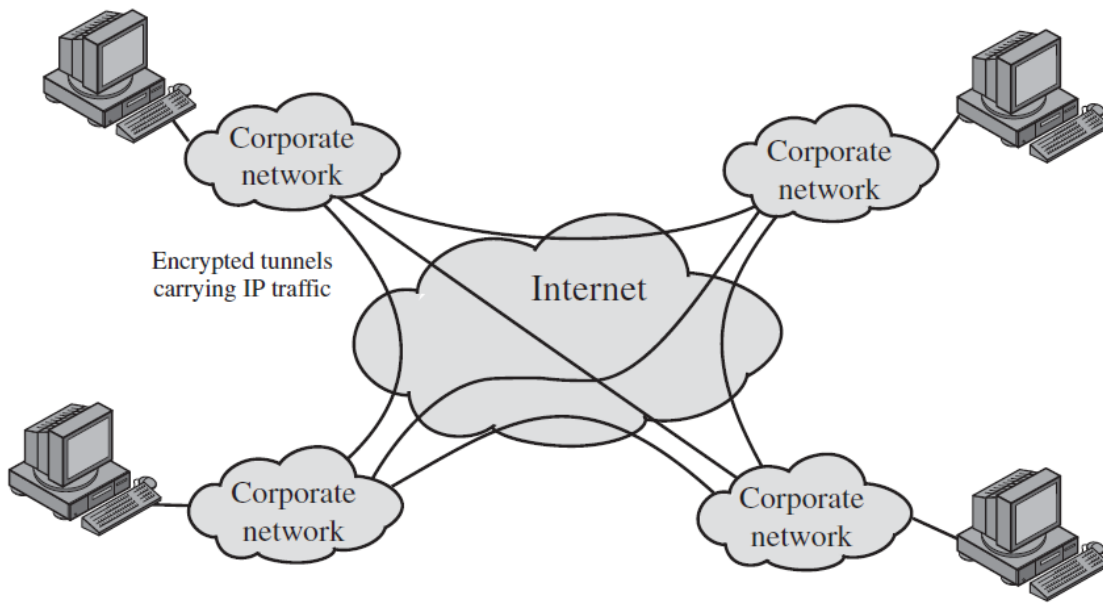 Corporate
network
Corporate
network
Encrypted tunnels
carrying IP traffic
Internet
Corporate
network
Corporate
network